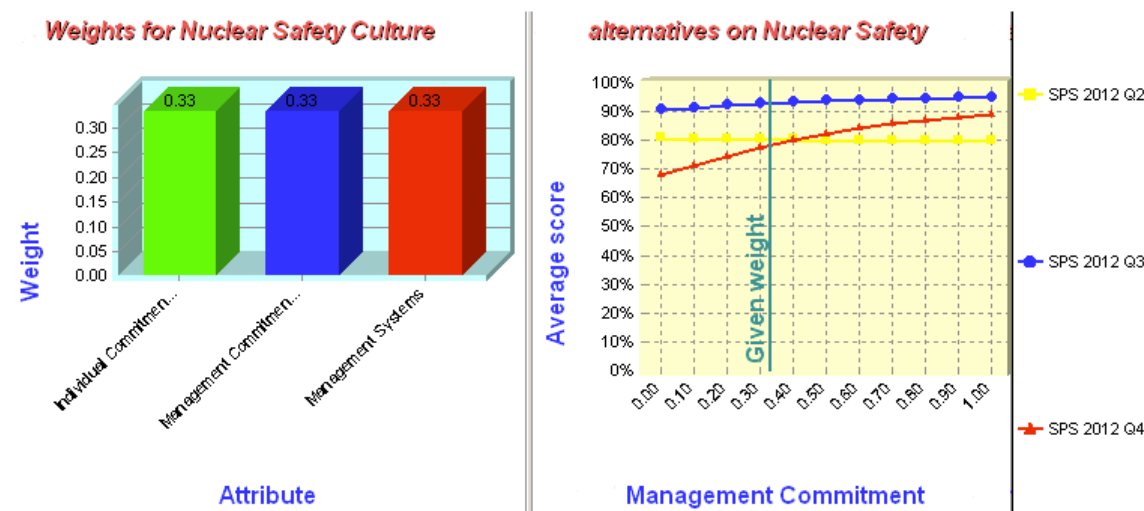 Weights for Nuclear Safety Culture
0.33
0.33
0.33
0.30
0.25
0.20
0.15
0.10
0.05
0.00
Weight
Individual Commitmen...
Management Commitmen...
Management Systems
Attribute
alternatives on Nuclear Safety
100%
90%
80%
70%
60%
50%
40%
30%
20%
10%
0%
Average score
Given weight
0.00
0.10
0.20
0.30
0.40
0.50
0.60
0.70
0.80
0.90
1.00
Management Commitment
SPS 2012 Q2
SPS 2012 Q3
SPS 2012 Q4